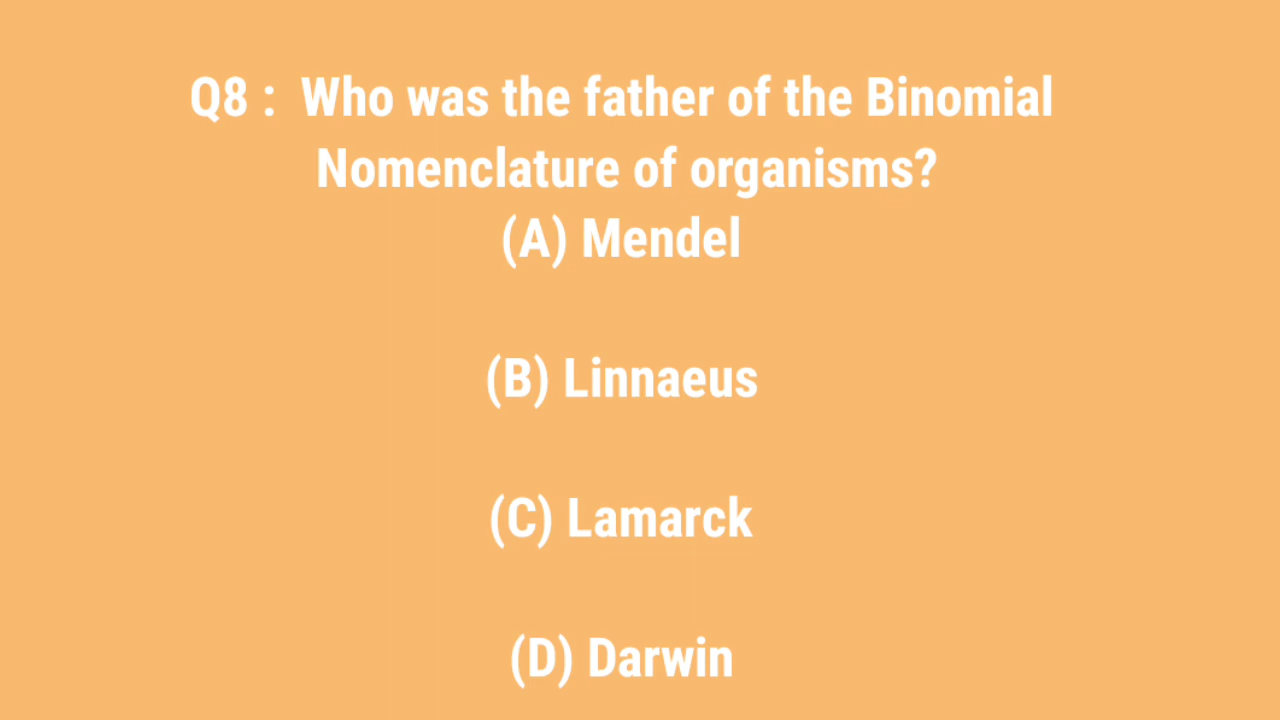 Q8 :  Who was the father of the Binomial
Nomenclature of organisms?
(A) Mendel
(B) Linnaeus
(C) Lamarck
(D) Darwin